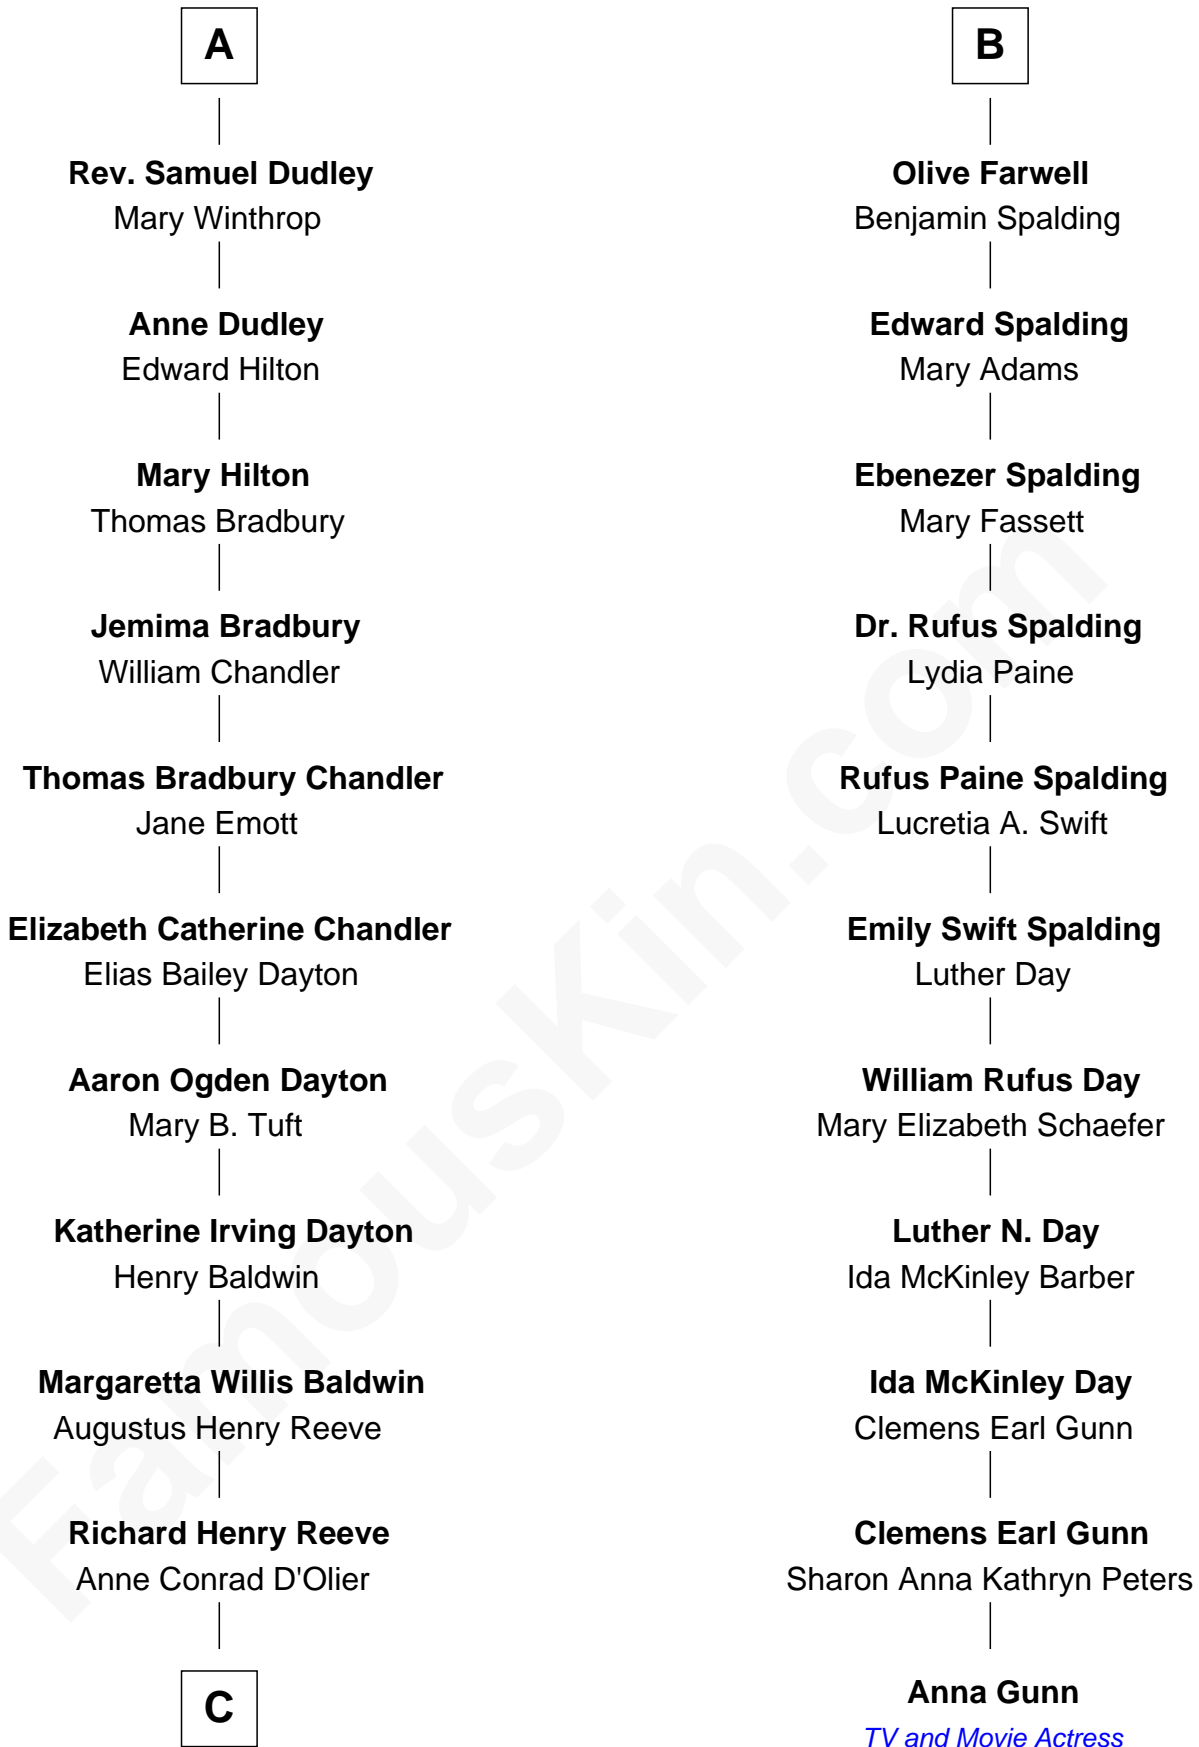 A
Rev. Samuel Dudley
Mary Winthrop
Anne Dudley
Edward Hilton
Mary Hilton
Thomas Bradbury
Jemima Bradbury
William Chandler
Thomas Bradbury Chandler
Jane Emott
Elizabeth Catherine Chandler
Elias Bailey Dayton
Aaron Ogden Dayton
Mary B. Tuft
Katherine Irving Dayton
Henry Baldwin
Margaretta Willis Baldwin
Augustus Henry Reeve
Richard Henry Reeve
Anne Conrad D'Olier
C
B
Olive Farwell
Benjamin Spalding
Edward Spalding
Mary Adams
Ebenezer Spalding
Mary Fassett
Dr. Rufus Spalding
Lydia Paine
Rufus Paine Spalding
Lucretia A. Swift
Emily Swift Spalding
Luther Day
William Rufus Day
Mary Elizabeth Schaefer
Luther N. Day
Ida McKinley Barber
Ida McKinley Day
Clemens Earl Gunn
Clemens Earl Gunn
Sharon Anna Kathryn Peters
Anna Gunn
TV and Movie Actress
FamousKin.com